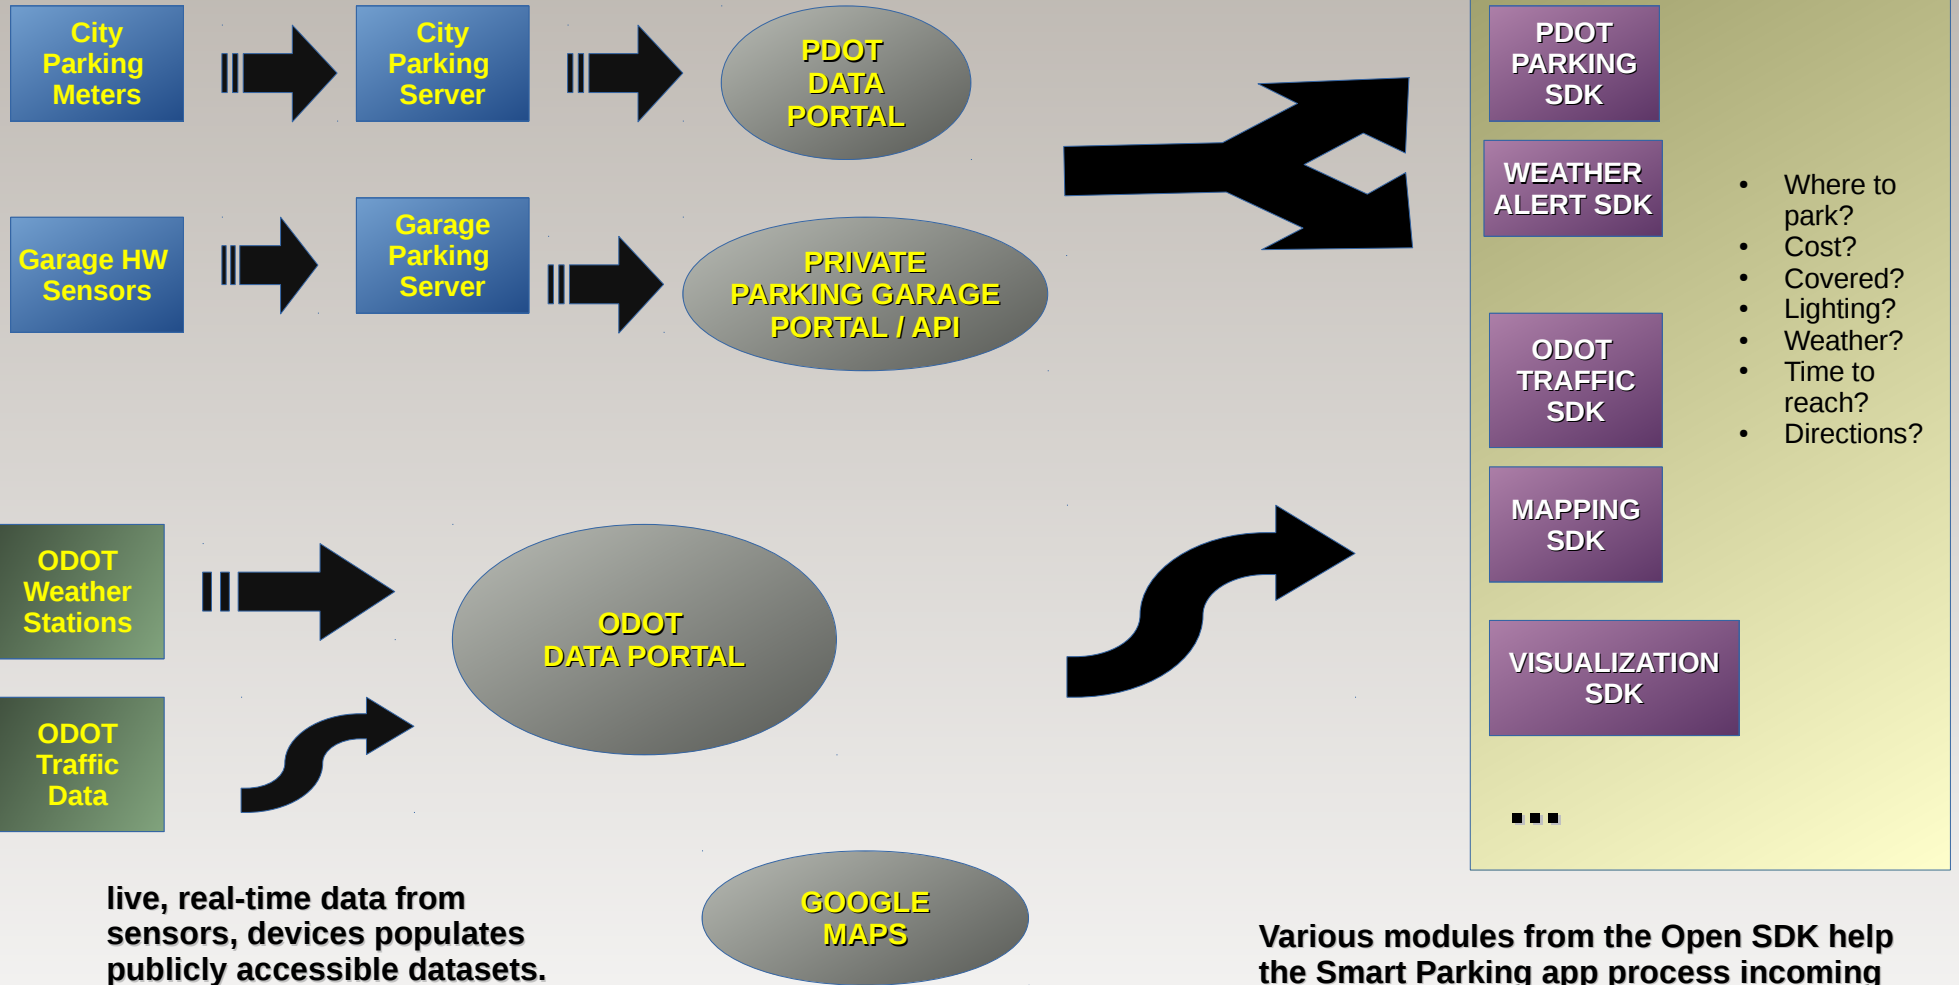 City
Parking
Meters
City
Parking
Server
PDOT
DATA
PORTAL
Garage HW
Sensors
Garage
Parking
Server
PRIVATE
PARKING GARAGE
PORTAL / API
ODOT
Weather
Stations
ODOT
Traffic
Data
ODOT
DATA PORTAL
GOOGLE
MAPS
live, real-time data from
sensors, devices populates
publicly accessible datasets.
PDOT
PARKING
SDK
WEATHER
ALERT SDK
ODOT
TRAFFIC
SDK
MAPPING
SDK
VISUALIZATION
SDK
...
• Where to
park?
• Cost?
• Covered?
• Lighting?
• Weather?
• Time to
reach?
• Directions?
Various modules from the Open SDK help
the Smart Parking app process incoming